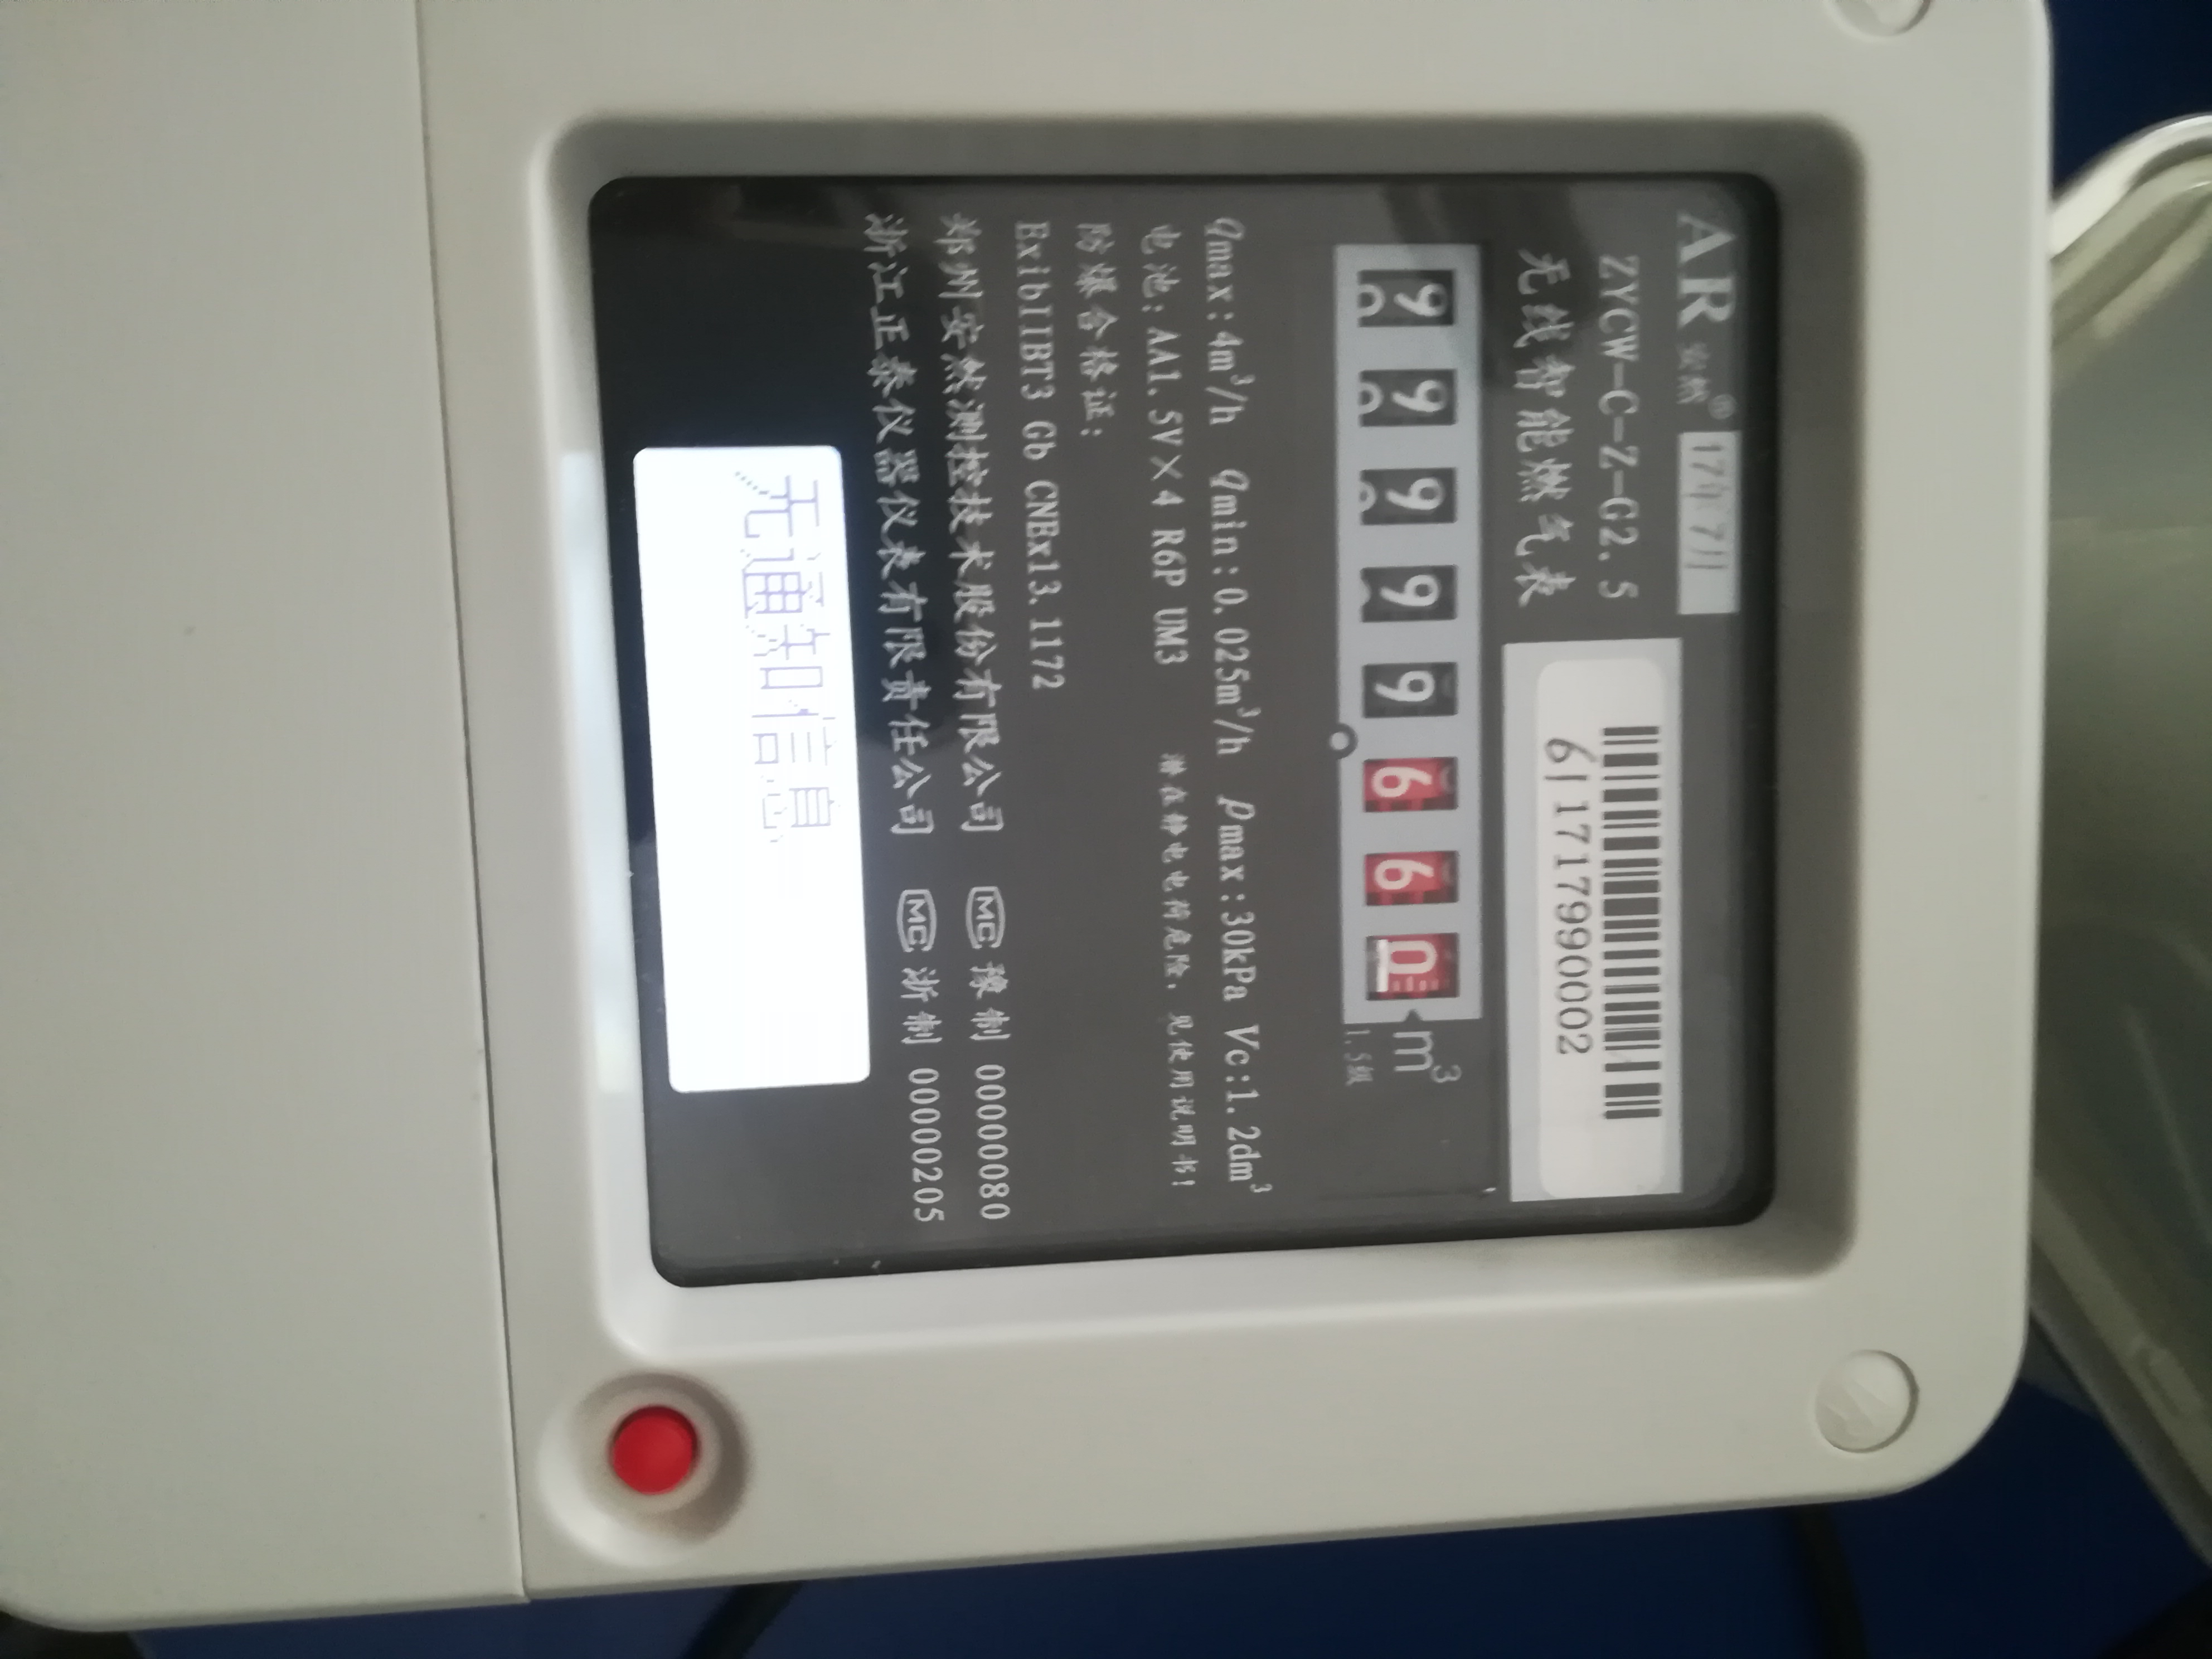 AR 安然® 17年7月
ZYCW-C-Z-G2.5
无线智能燃气表
61 1717990002
99999660 m³
1.5级
qmax:4m³/h qmin:0.025m³/h pmax:30kPa Vc:1.2dm³
电池:AA1.5V×4 R6P UM3 潜在静电电荷危险,见使用说明书!
防爆合格证:
ExibIIBT3 Gb CNEx13.1172
郑州安然测控技术股份有限公司 MC 豫制 00000080
浙江正泰仪器仪表有限责任公司 MC 浙制 00000205
无通知信息